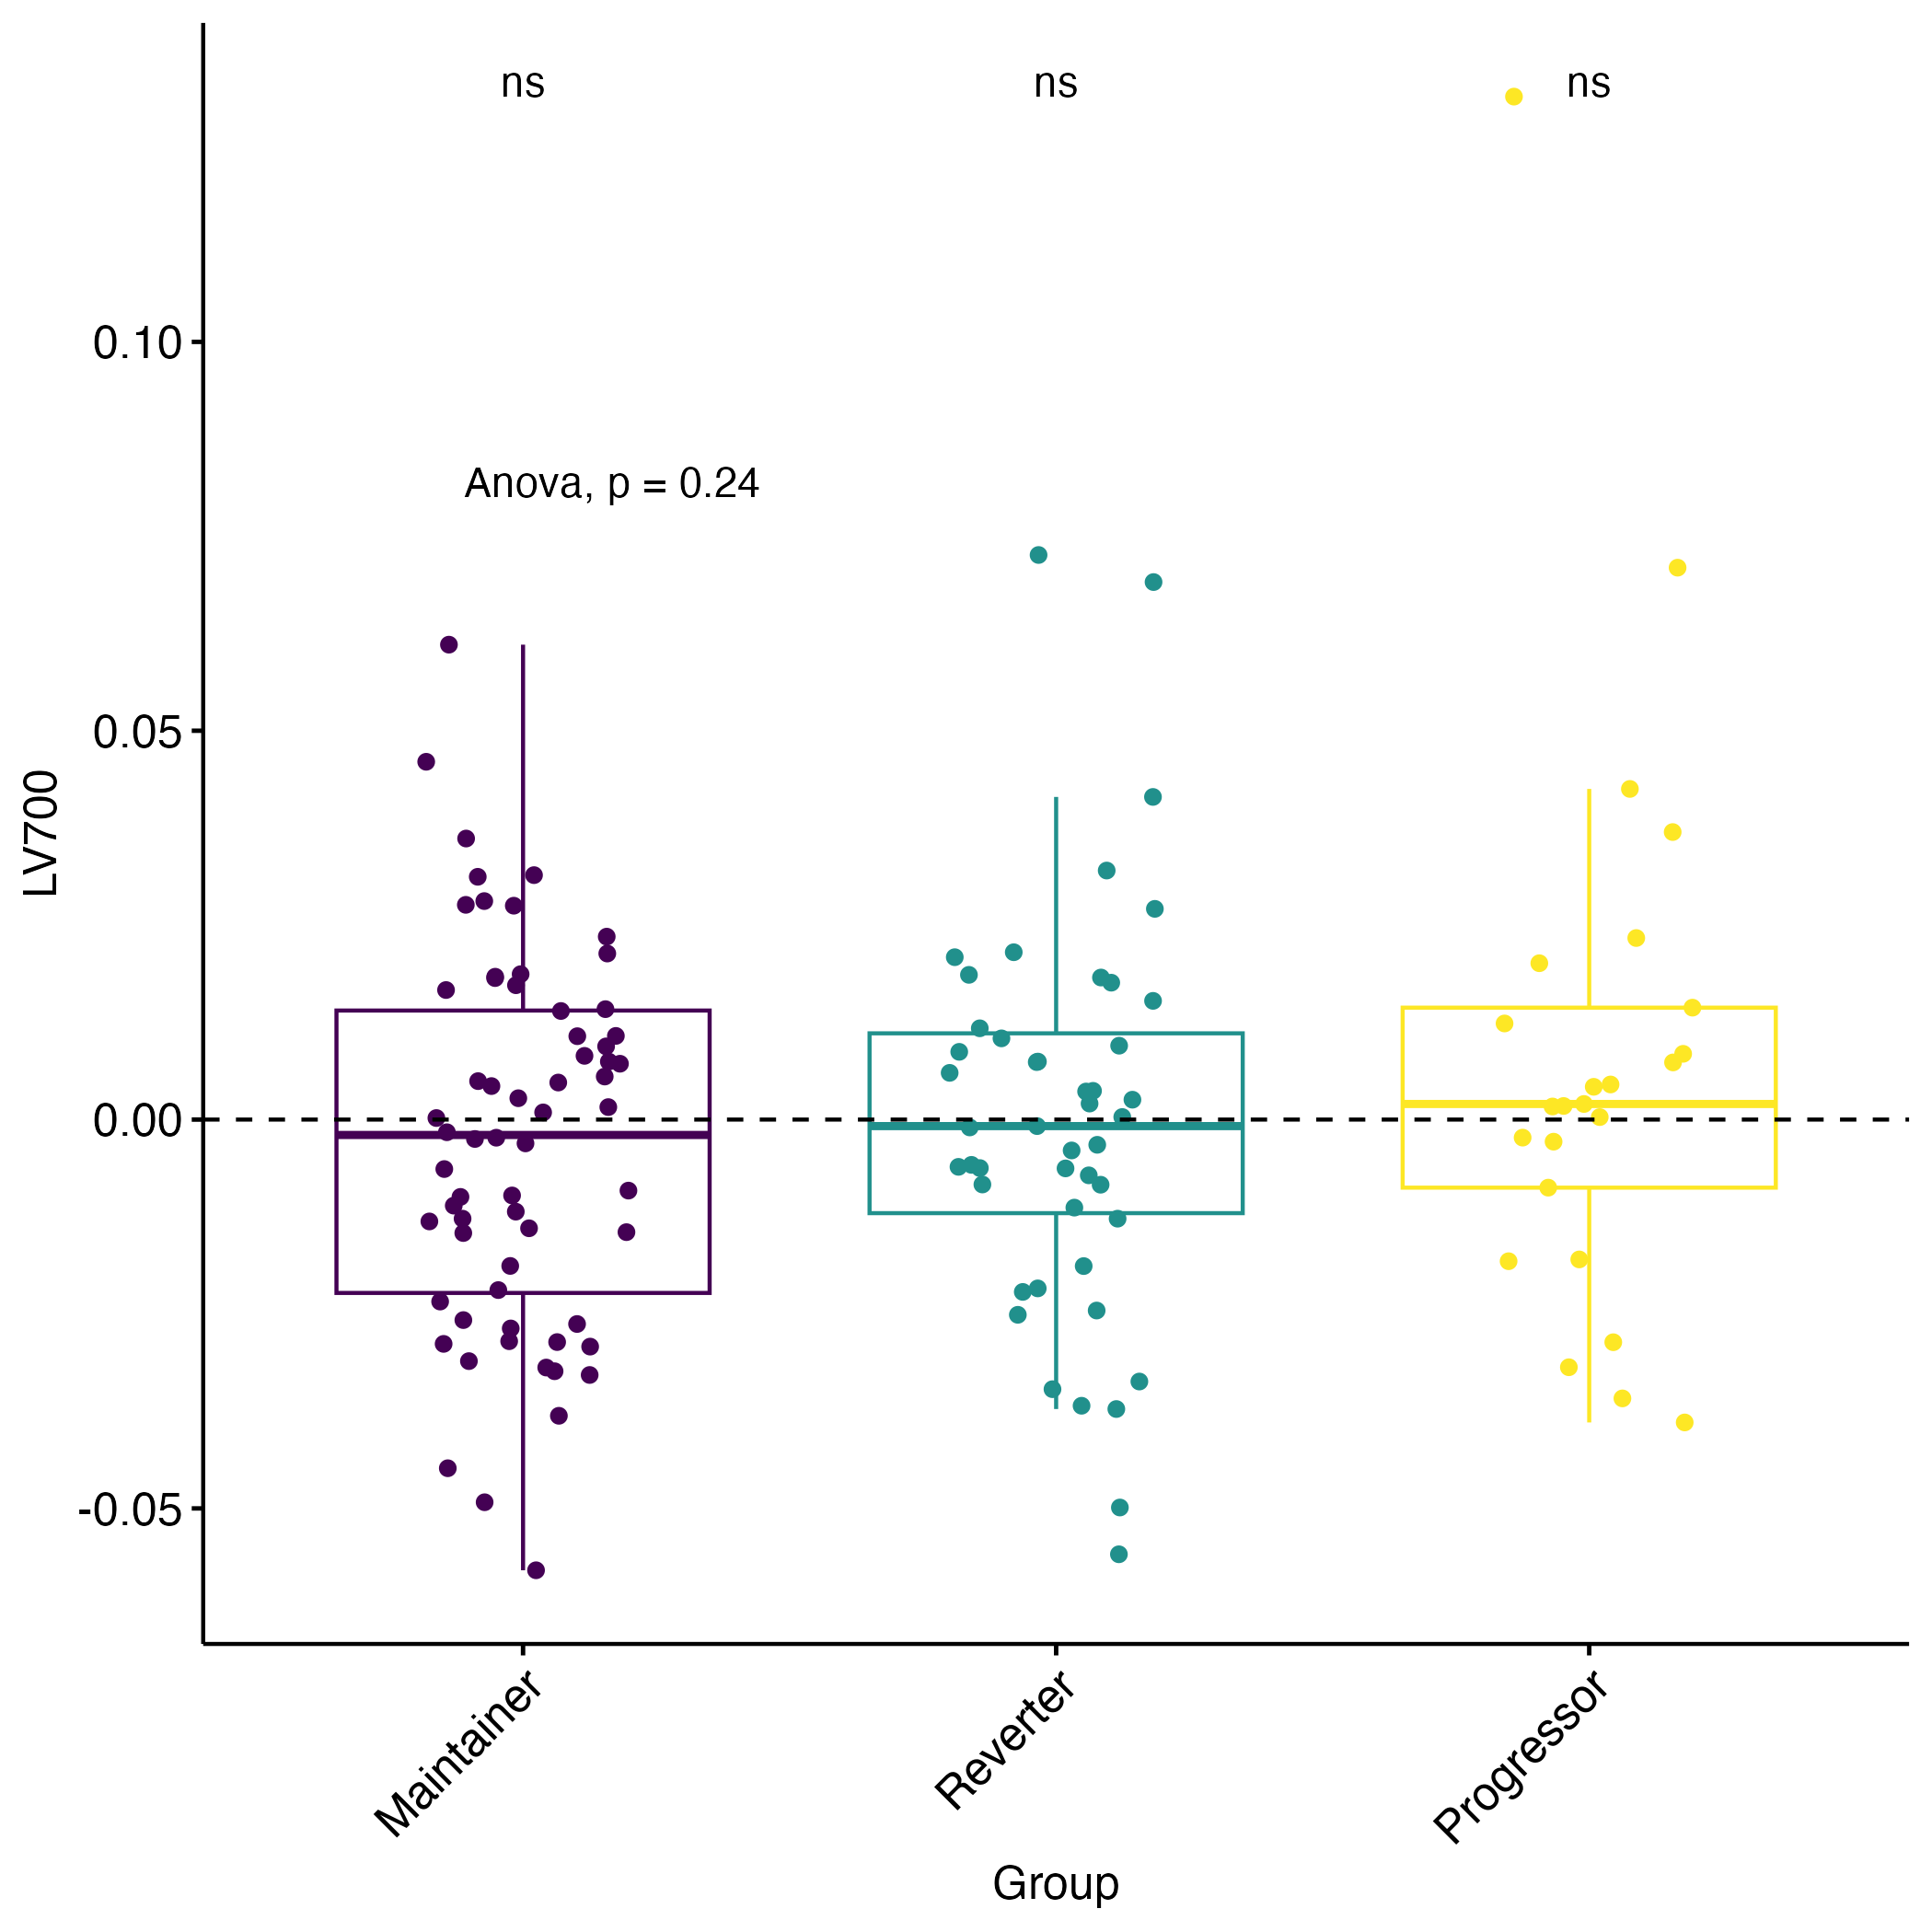 ns ns ns
0.10
Anova, p = 0.24
0.05
LV700
0.00
-0.05
Maintainer Reverter Progressor
Group